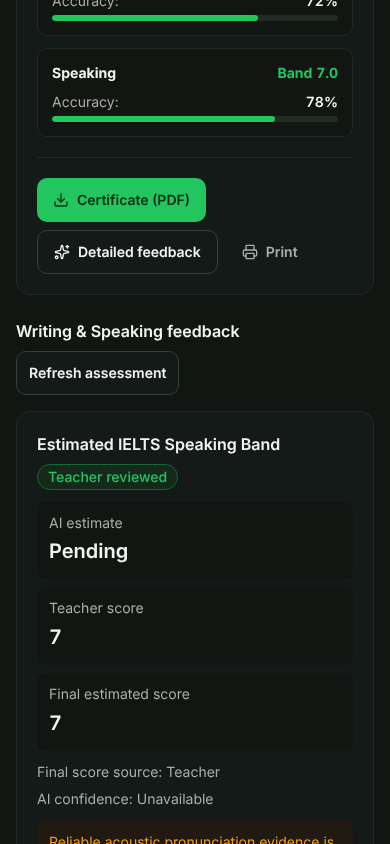 Accuracy:
72%
Speaking
Band 7.0
Accuracy:
78%
Certificate (PDF)
Detailed feedback
Print
Writing & Speaking feedback
Refresh assessment
Estimated IELTS Speaking Band
Teacher reviewed
AI estimate
Pending
Teacher score
7
Final estimated score
7
Final score source: Teacher
AI confidence: Unavailable
Reliable acoustic pronunciation evidence is